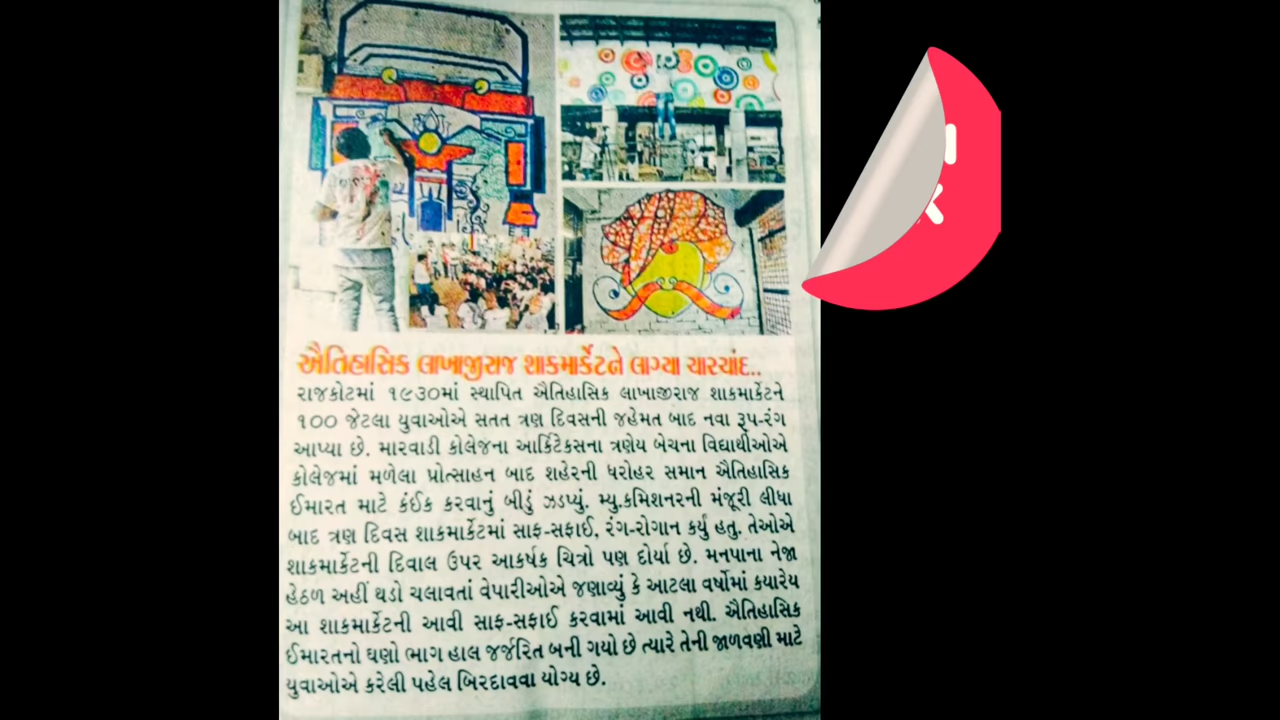 ઐતિહાસિક લાખાજીરાજ શાકમાર્કેટને લાગ્યા ચારચાંદ..
રાજકોટમાં ૧૯૩૦માં સ્થાપિત ઐતિહાસિક લાખાજીરાજ શાકમાર્કેટને
૧૦૦ જેટલા યુવાઓએ સતત ત્રણ દિવસની જહેમત બાદ નવા રૂપ-રંગ
આપ્યા છે. મારવાડી કોલેજના આર્કિટેકસના ત્રણેય બેચના વિદ્યાર્થીઓએ
કોલેજમાં મળેલા પ્રોત્સાહન બાદ શહેરની ધરોહર સમાન ઐતિહાસિક
ઈમારત માટે કંઈક કરવાનું બીડું ઝડપ્યું. મ્યુ.કમિશનરની મંજૂરી લીધા
બાદ ત્રણ દિવસ શાકમાર્કેટમાં સાફ-સફાઈ, રંગ-રોગાન કર્યું હતુ. તેઓએ
શાકમાર્કેટની દિવાલ ઉપર આકર્ષક ચિત્રો પણ દોર્યા છે. મનપાના નેજા
હેઠળ અહીં થડો ચલાવતાં વેપારીઓએ જણાવ્યું કે આટલા વર્ષોમાં કયારેય
આ શાકમાર્કેટની આવી સાફ-સફાઈ કરવામાં આવી નથી. ઐતિહાસિક
ઈમારતનો ઘણો ભાગ હાલ જર્જરિત બની ગયો છે ત્યારે તેની જાળવણી માટે
યુવાઓએ કરેલી પહેલ બિરદાવવા યોગ્ય છે.